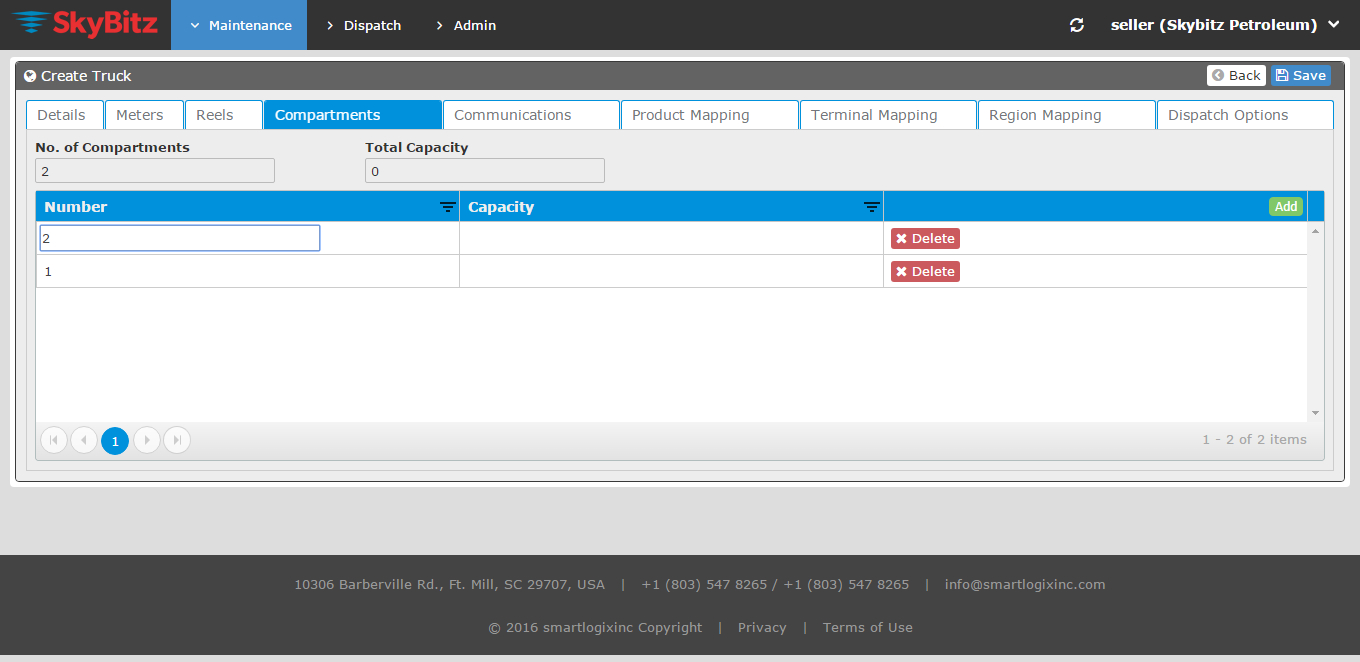 SkyBitz Maintenance Dispatch Admin seller (Skybitz Petroleum)
Create Truck Back Save
Details Meters Reels Compartments Communications Product Mapping Terminal Mapping Region Mapping Dispatch Options
No. of Compartments Total Capacity
2 0
Number Capacity Add
2 Delete
1 Delete
1 1 - 2 of 2 items
10306 Barberville Rd., Ft. Mill, SC 29707, USA | +1 (803) 547 8265 / +1 (803) 547 8265 | info@smartlogixinc.com
© 2016 smartlogixinc Copyright | Privacy | Terms of Use